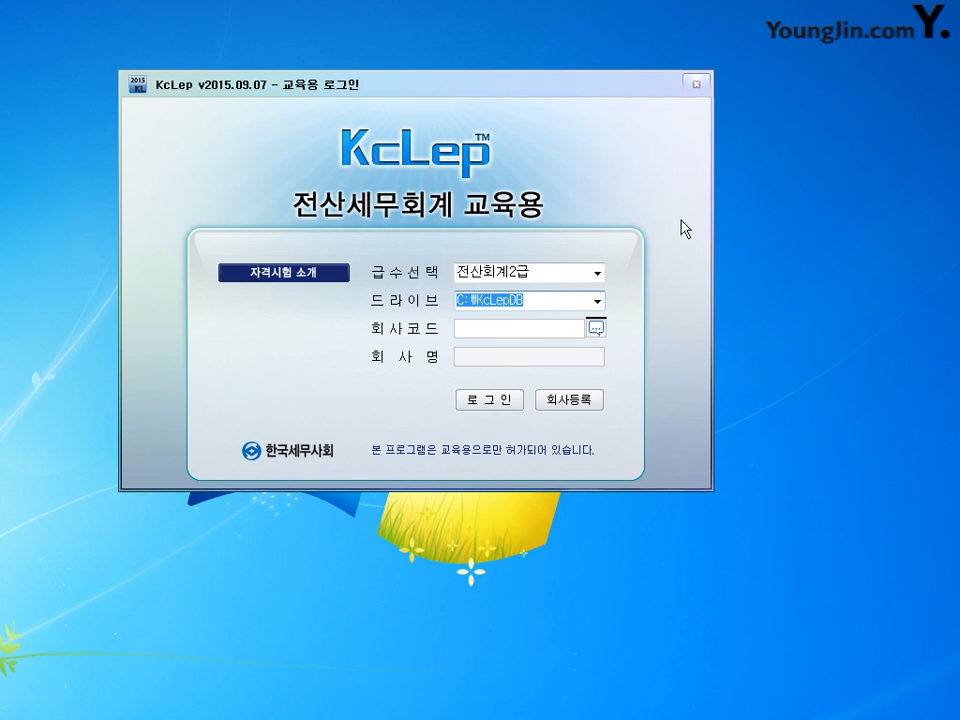 YoungJin.com Y.
2015 KL KcLep v2015.09.07 - 교육용 로그인
KcLep™
전산세무회계 교육용
자격시험 소개
급 수 선 택 전산회계2급
드 라 이 브 C:₩KcLepDB
회 사 코 드
회 사 명
로 그 인 회사등록
한국세무사회 본 프로그램은 교육용으로만 허가되어 있습니다.